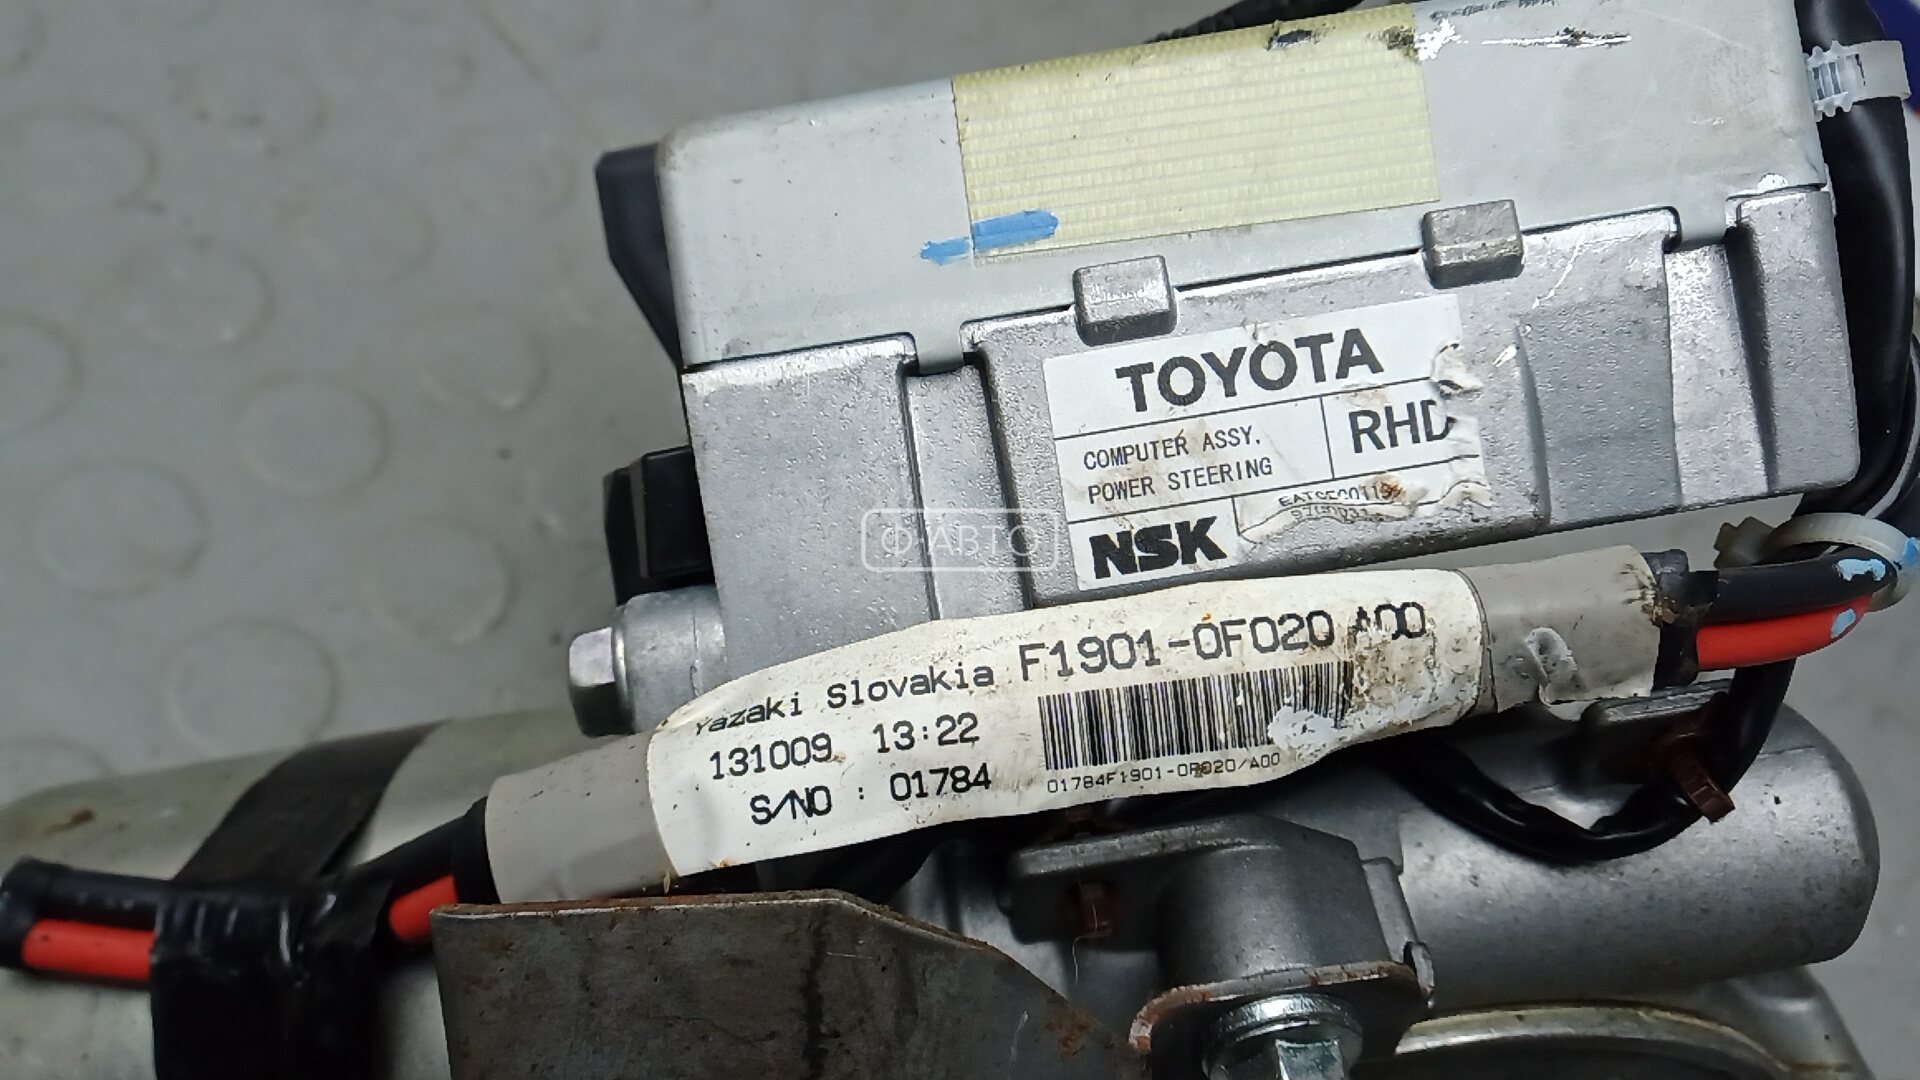 TOYOTA
COMPUTER ASSY,
POWER STEERING
RHD
NSK
Ф-АВТО
Yazaki Slovakia F1901-0F020 A00
131009 13:22
S/NO : 01784
01784F1901-0F020/A00